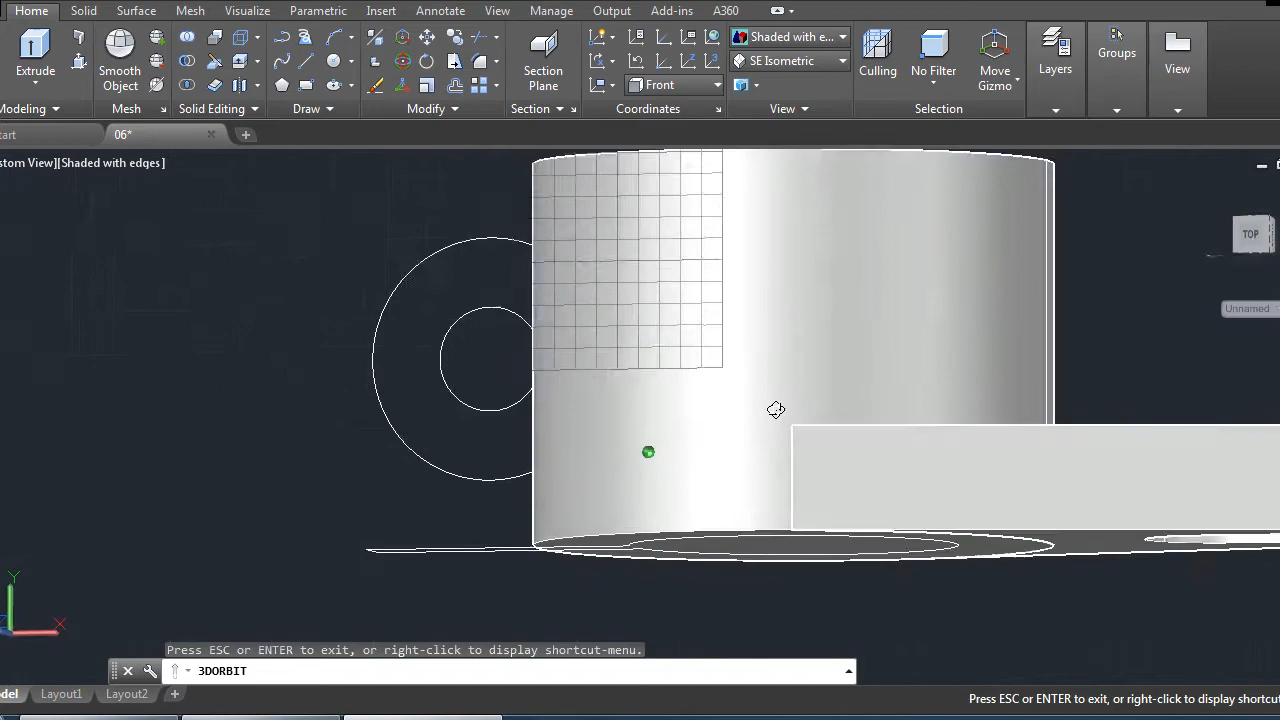 Home Solid Surface Mesh Visualize Parametric Insert Annotate View Manage Output Add-ins A360
Shaded with e...
SE Isometric
Front
Extrude
Smooth Object
Section Plane
Culling
No Filter
Move Gizmo
Layers
Groups
View
Modeling
Mesh
Solid Editing
Draw
Modify
Section
Coordinates
View
Selection
tart
06*
stom View][Shaded with edges]
TOP
Unnamed
Y
X
Press ESC or ENTER to exit, or right-click to display shortcut-menu.
3DORBIT
odel Layout1 Layout2
Press ESC or ENTER to exit, or right-click to display shortcut